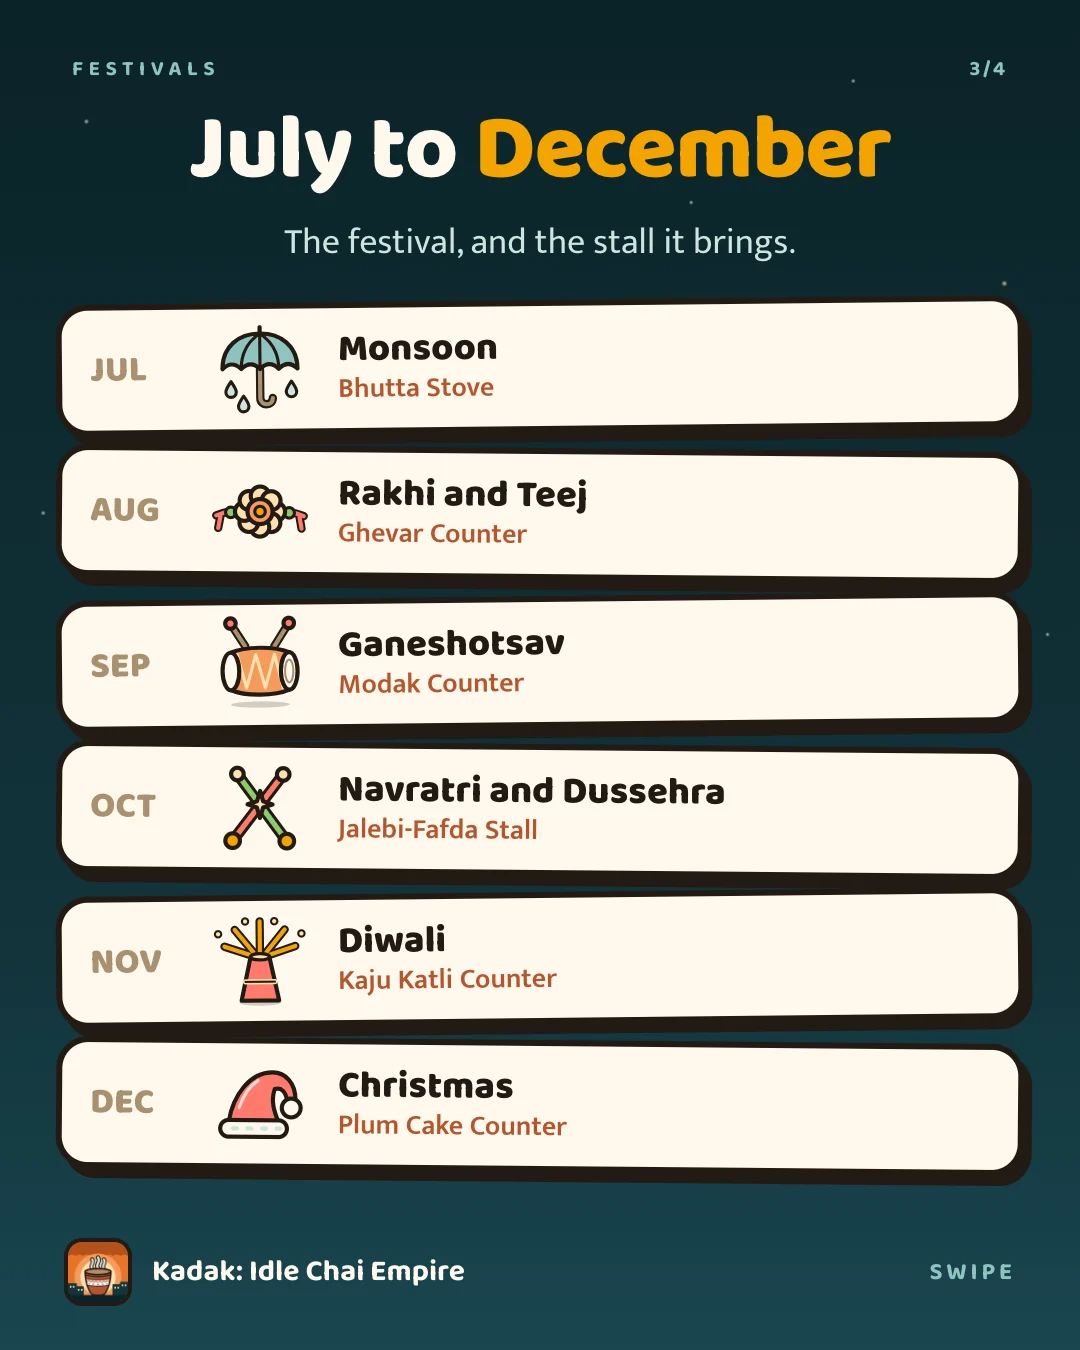 FESTIVALS
3/4
July to December
The festival, and the stall it brings.
JUL
Monsoon
Bhutta Stove
AUG
Rakhi and Teej
Ghevar Counter
SEP
Ganeshotsav
Modak Counter
OCT
Navratri and Dussehra
Jalebi-Fafda Stall
NOV
Diwali
Kaju Katli Counter
DEC
Christmas
Plum Cake Counter
Kadak: Idle Chai Empire
SWIPE